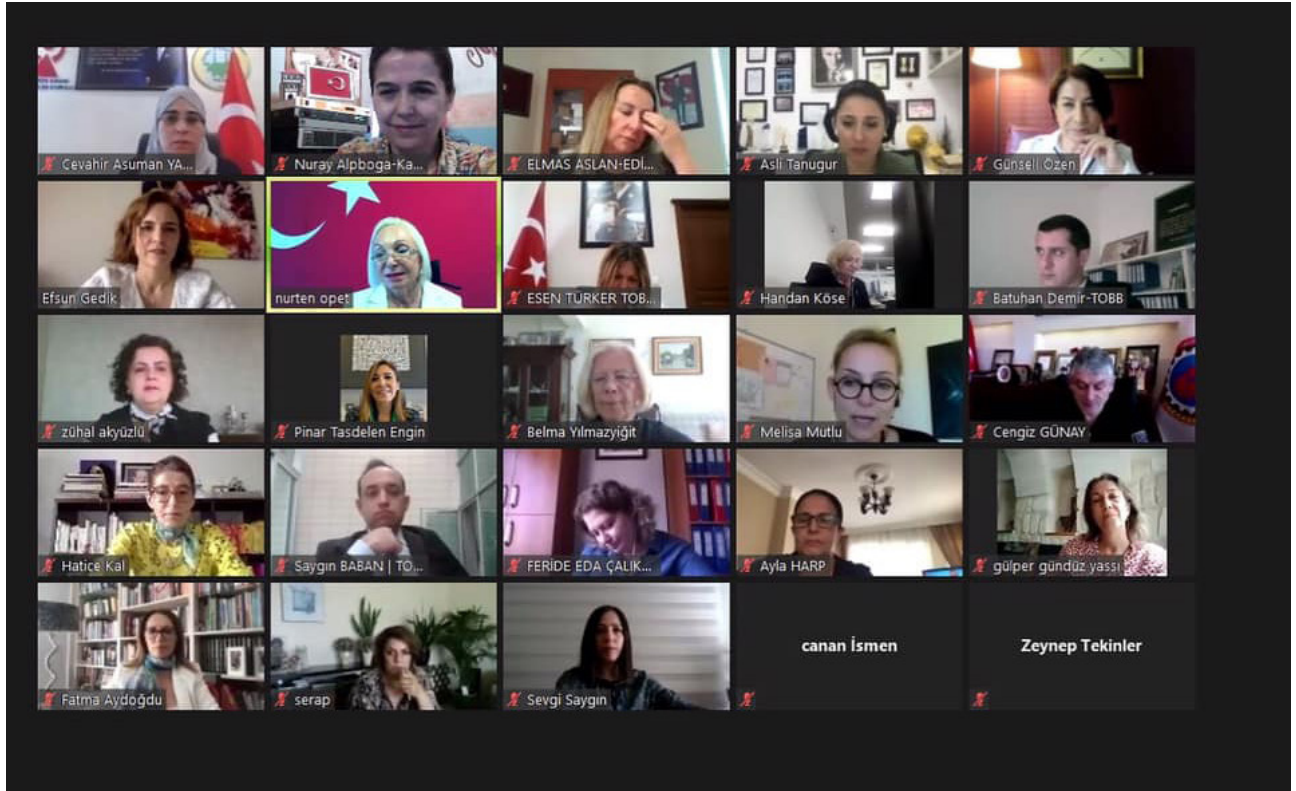 Cevahir Asuman YA...
Nuray Alpboga-Ka...
ELMAS ASLAN-EDİ...
Asli Tanugur
Günseli Özen
Efsun Gedik
nurten opet
ESEN TÜRKER TOB...
Handan Köse
Batuhan Demir-TOBB
zühal akyüzlü
Pinar Tasdelen Engin
Belma Yılmazyiğit
Melisa Mutlu
Cengiz GÜNAY
Hatice Kal
Saygın BABAN | TO...
FERİDE EDA ÇALIK...
Ayla HARP
gülper gündüz yassı
Fatma Aydoğdu
serap
Sevgi Saygın
canan İsmen
Zeynep Tekinler